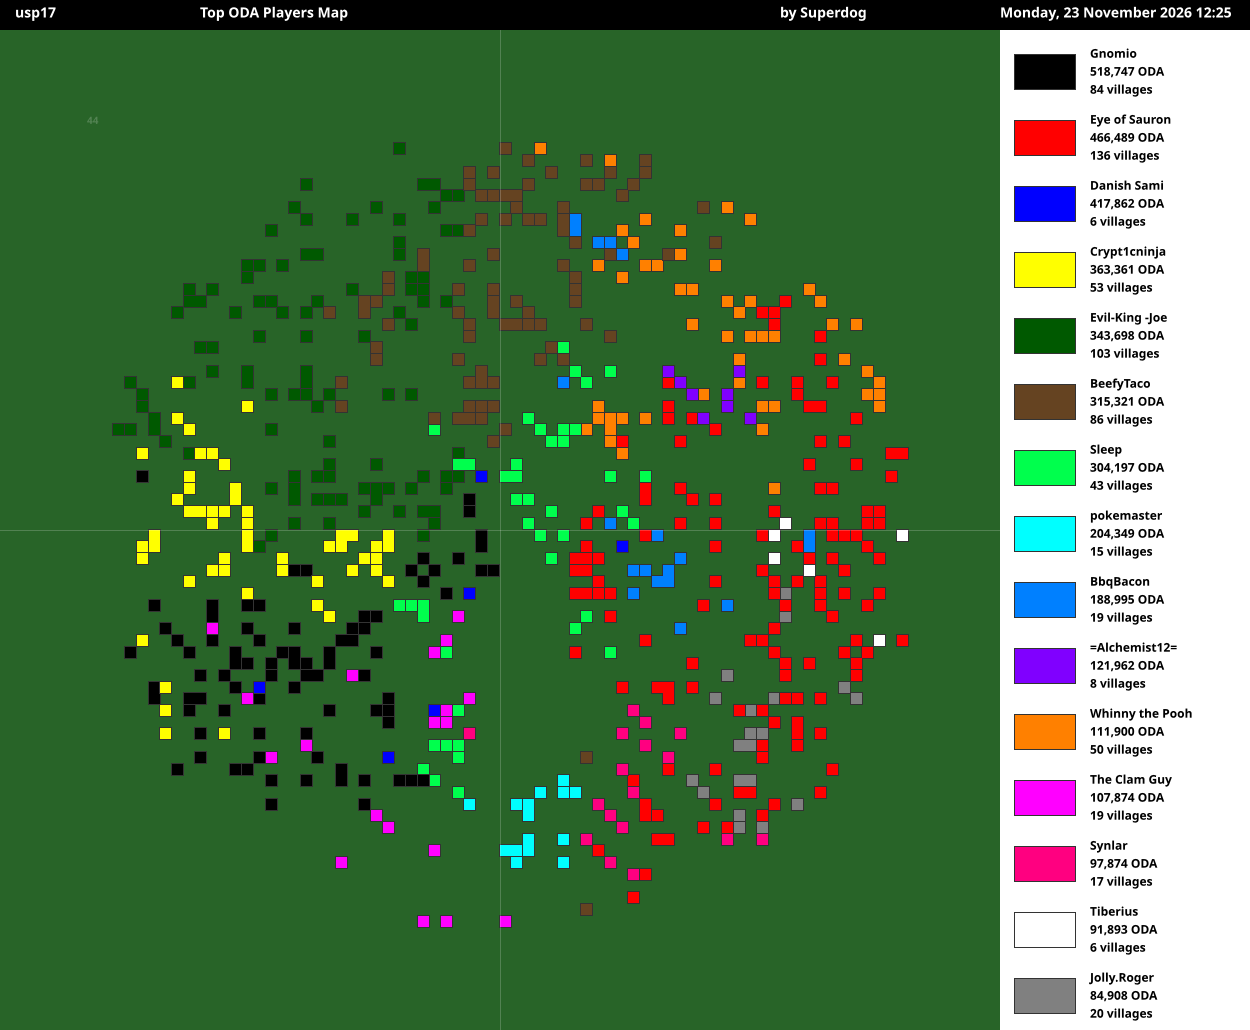 usp17 Top ODA Players Map by Superdog Monday, 23 November 2026 12:25
44
Gnomio
518,747 ODA
84 villages
Eye of Sauron
466,489 ODA
136 villages
Danish Sami
417,862 ODA
6 villages
Crypt1cninja
363,361 ODA
53 villages
Evil-King -Joe
343,698 ODA
103 villages
BeefyTaco
315,321 ODA
86 villages
Sleep
304,197 ODA
43 villages
pokemaster
204,349 ODA
15 villages
BbqBacon
188,995 ODA
19 villages
=Alchemist12=
121,962 ODA
8 villages
Whinny the Pooh
111,900 ODA
50 villages
The Clam Guy
107,874 ODA
19 villages
Synlar
97,874 ODA
17 villages
Tiberius
91,893 ODA
6 villages
Jolly.Roger
84,908 ODA
20 villages